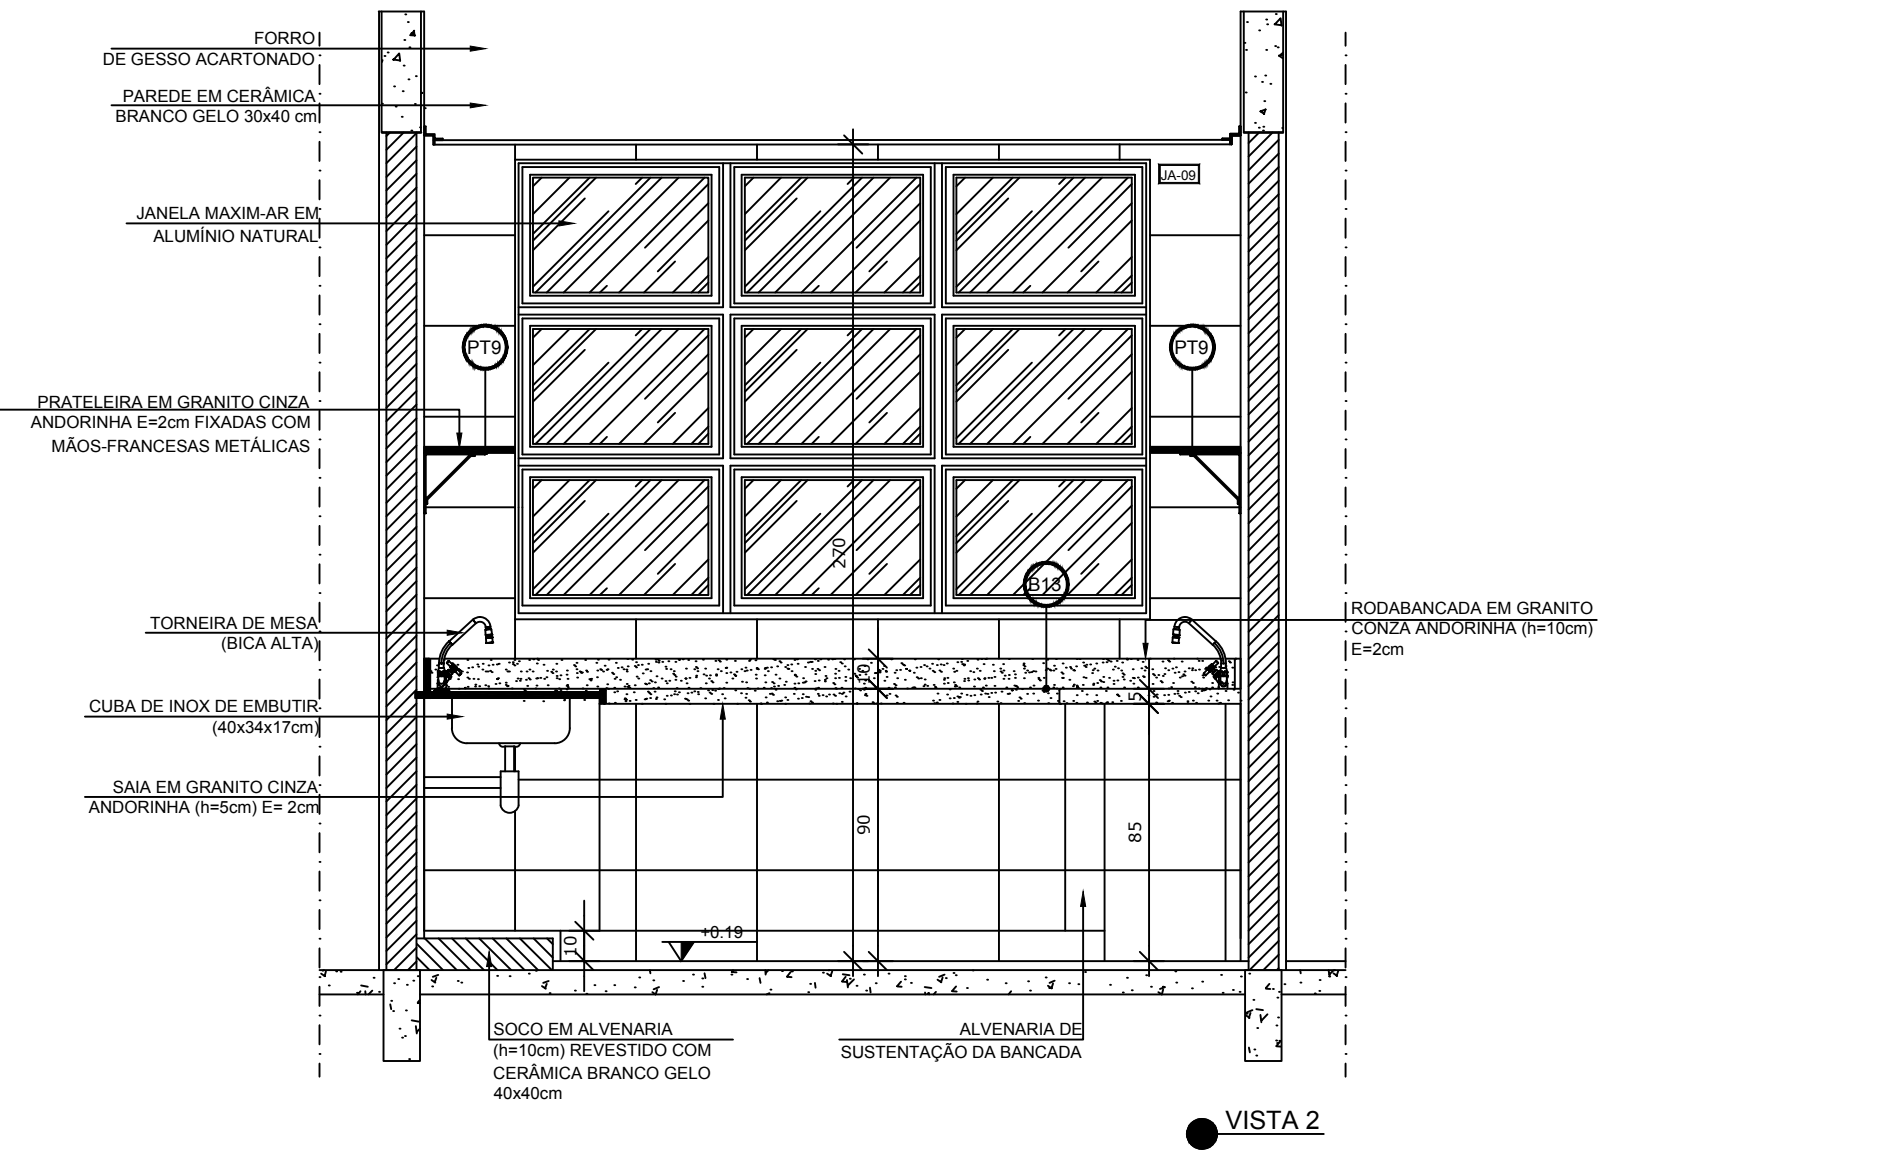 FORRO
DE GESSO ACARTONADO
PAREDE EM CERÂMICA
BRANCO GELO 30x40 cm
JA-09
JANELA MAXIM-AR EM
ALUMÍNIO NATURAL
PT9
PT9
PRATELEIRA EM GRANITO CINZA
ANDORINHA E=2cm FIXADAS COM
MÃOS-FRANCESAS METÁLICAS
270
B13
TORNEIRA DE MESA
(BICA ALTA)
RODABANCADA EM GRANITO
CONZA ANDORINHA (h=10cm)
E=2cm
10
5
CUBA DE INOX DE EMBUTIR
(40x34x17cm)
SAIA EM GRANITO CINZA
ANDORINHA (h=5cm) E= 2cm
90
85
10
+0.19
SOCO EM ALVENARIA
(h=10cm) REVESTIDO COM
CERÂMICA BRANCO GELO
40x40cm
ALVENARIA DE
SUSTENTAÇÃO DA BANCADA
VISTA 2